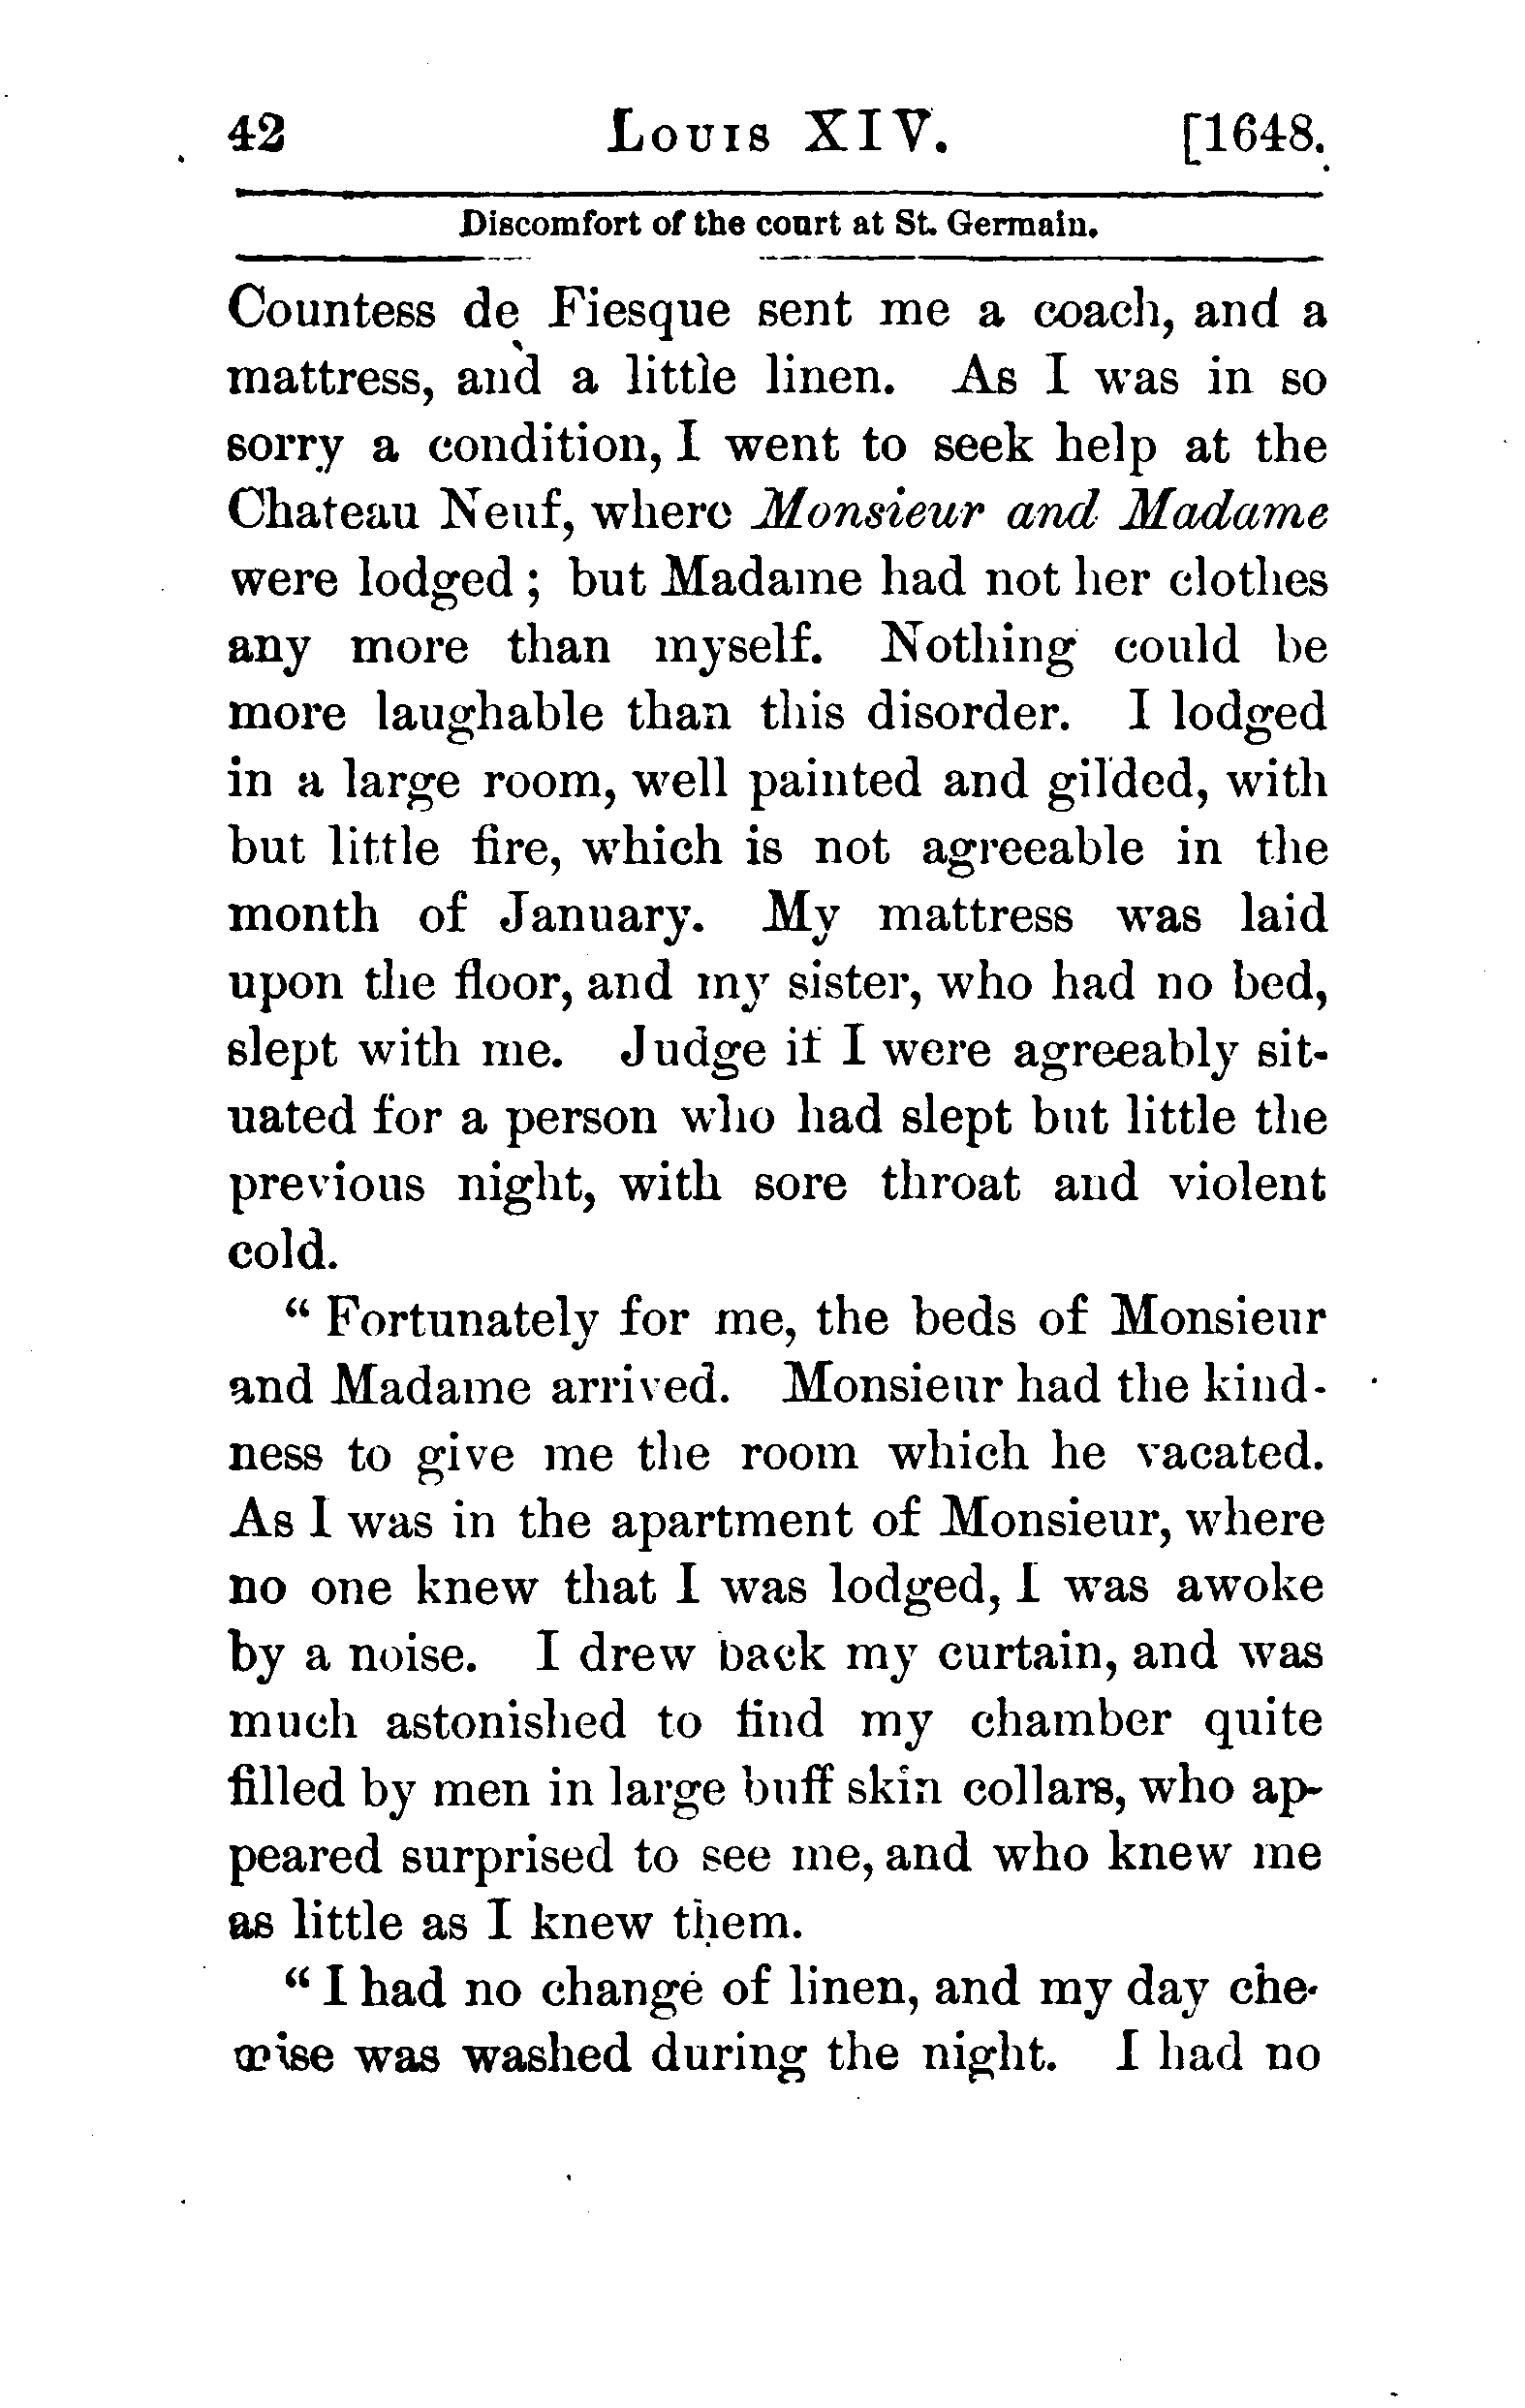 42 Louis XIV. [1648.
Discomfort of the court at St. Germain.
Countess de Fiesque sent me a coach, and a
mattress, and a little linen. As I was in so
sorry a condition, I went to seek help at the
Chateau Neuf, where Monsieur and Madame
were lodged; but Madame had not her clothes
any more than myself. Nothing could be
more laughable than this disorder. I lodged
in a large room, well painted and gilded, with
but little fire, which is not agreeable in the
month of January. My mattress was laid
upon the floor, and my sister, who had no bed,
slept with me. Judge if I were agreeably sit-
uated for a person who had slept but little the
previous night, with sore throat and violent
cold.
"Fortunately for me, the beds of Monsieur
and Madame arrived. Monsieur had the kind-
ness to give me the room which he vacated.
As I was in the apartment of Monsieur, where
no one knew that I was lodged, I was awoke
by a noise. I drew back my curtain, and was
much astonished to find my chamber quite
filled by men in large buff skin collars, who ap-
peared surprised to see me, and who knew me
as little as I knew them.
"I had no change of linen, and my day che-
mise was washed during the night. I had no